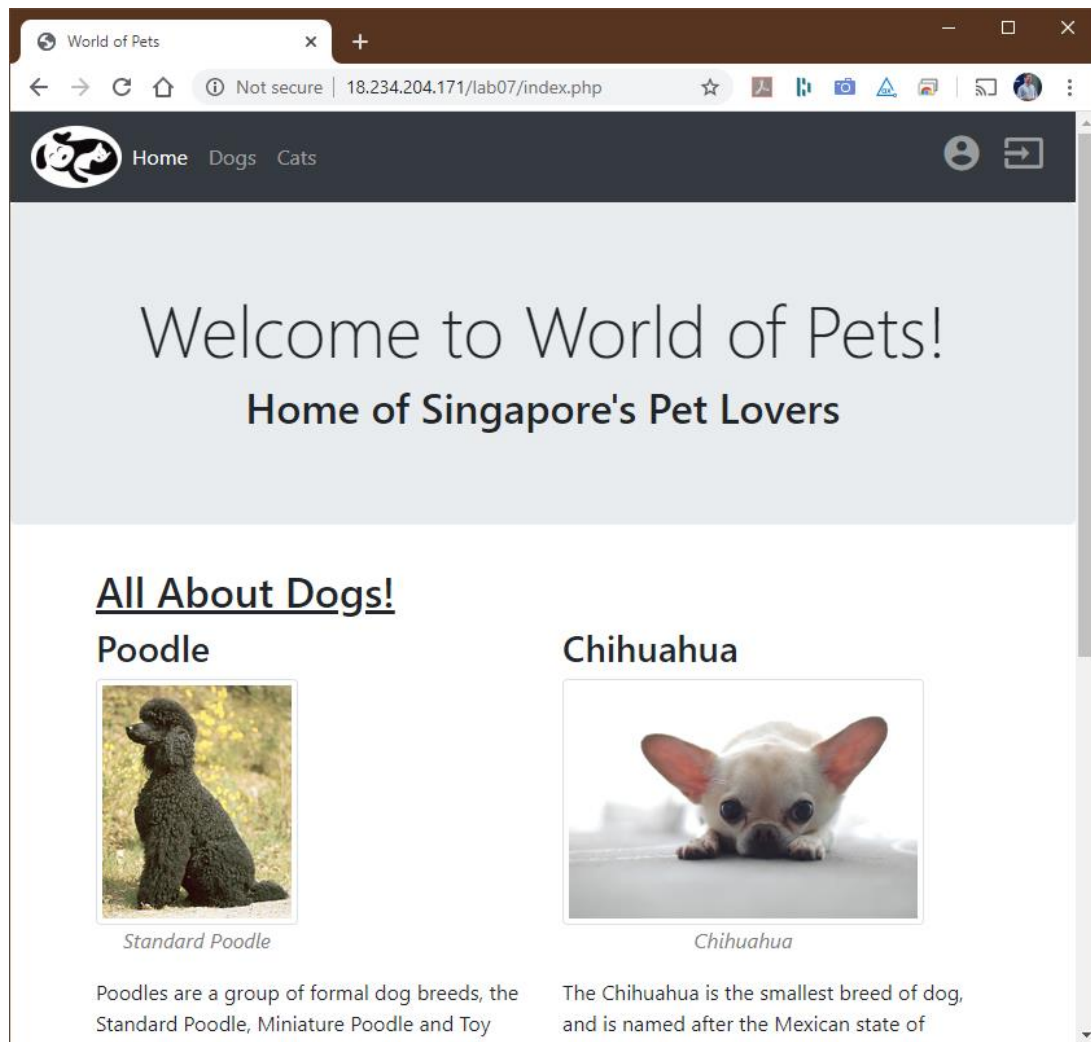 World of Pets
Not secure 18.234.204.171/lab07/index.php
Home Dogs Cats
Welcome to World of Pets!
Home of Singapore's Pet Lovers
All About Dogs!
Poodle
Standard Poodle
Poodles are a group of formal dog breeds, the
Standard Poodle, Miniature Poodle and Toy
Chihuahua
Chihuahua
The Chihuahua is the smallest breed of dog,
and is named after the Mexican state of